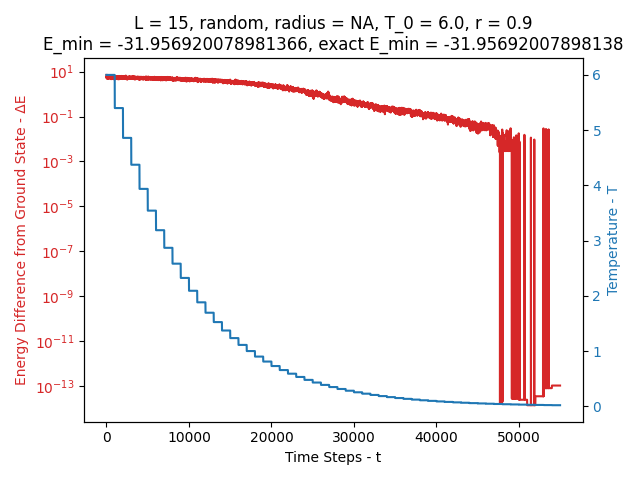 L = 15, random, radius = NA, T_0 = 6.0, r = 0.9
E_min = -31.956920078981366, exact E_min = -31.95692007898138
10¹
10⁻¹
10⁻³
10⁻⁵
10⁻⁷
10⁻⁹
10⁻¹¹
10⁻¹³
Energy Difference from Ground State - ΔE
6
5
4
3
2
1
0
Temperature - T
0 10000 20000 30000 40000 50000
Time Steps - t